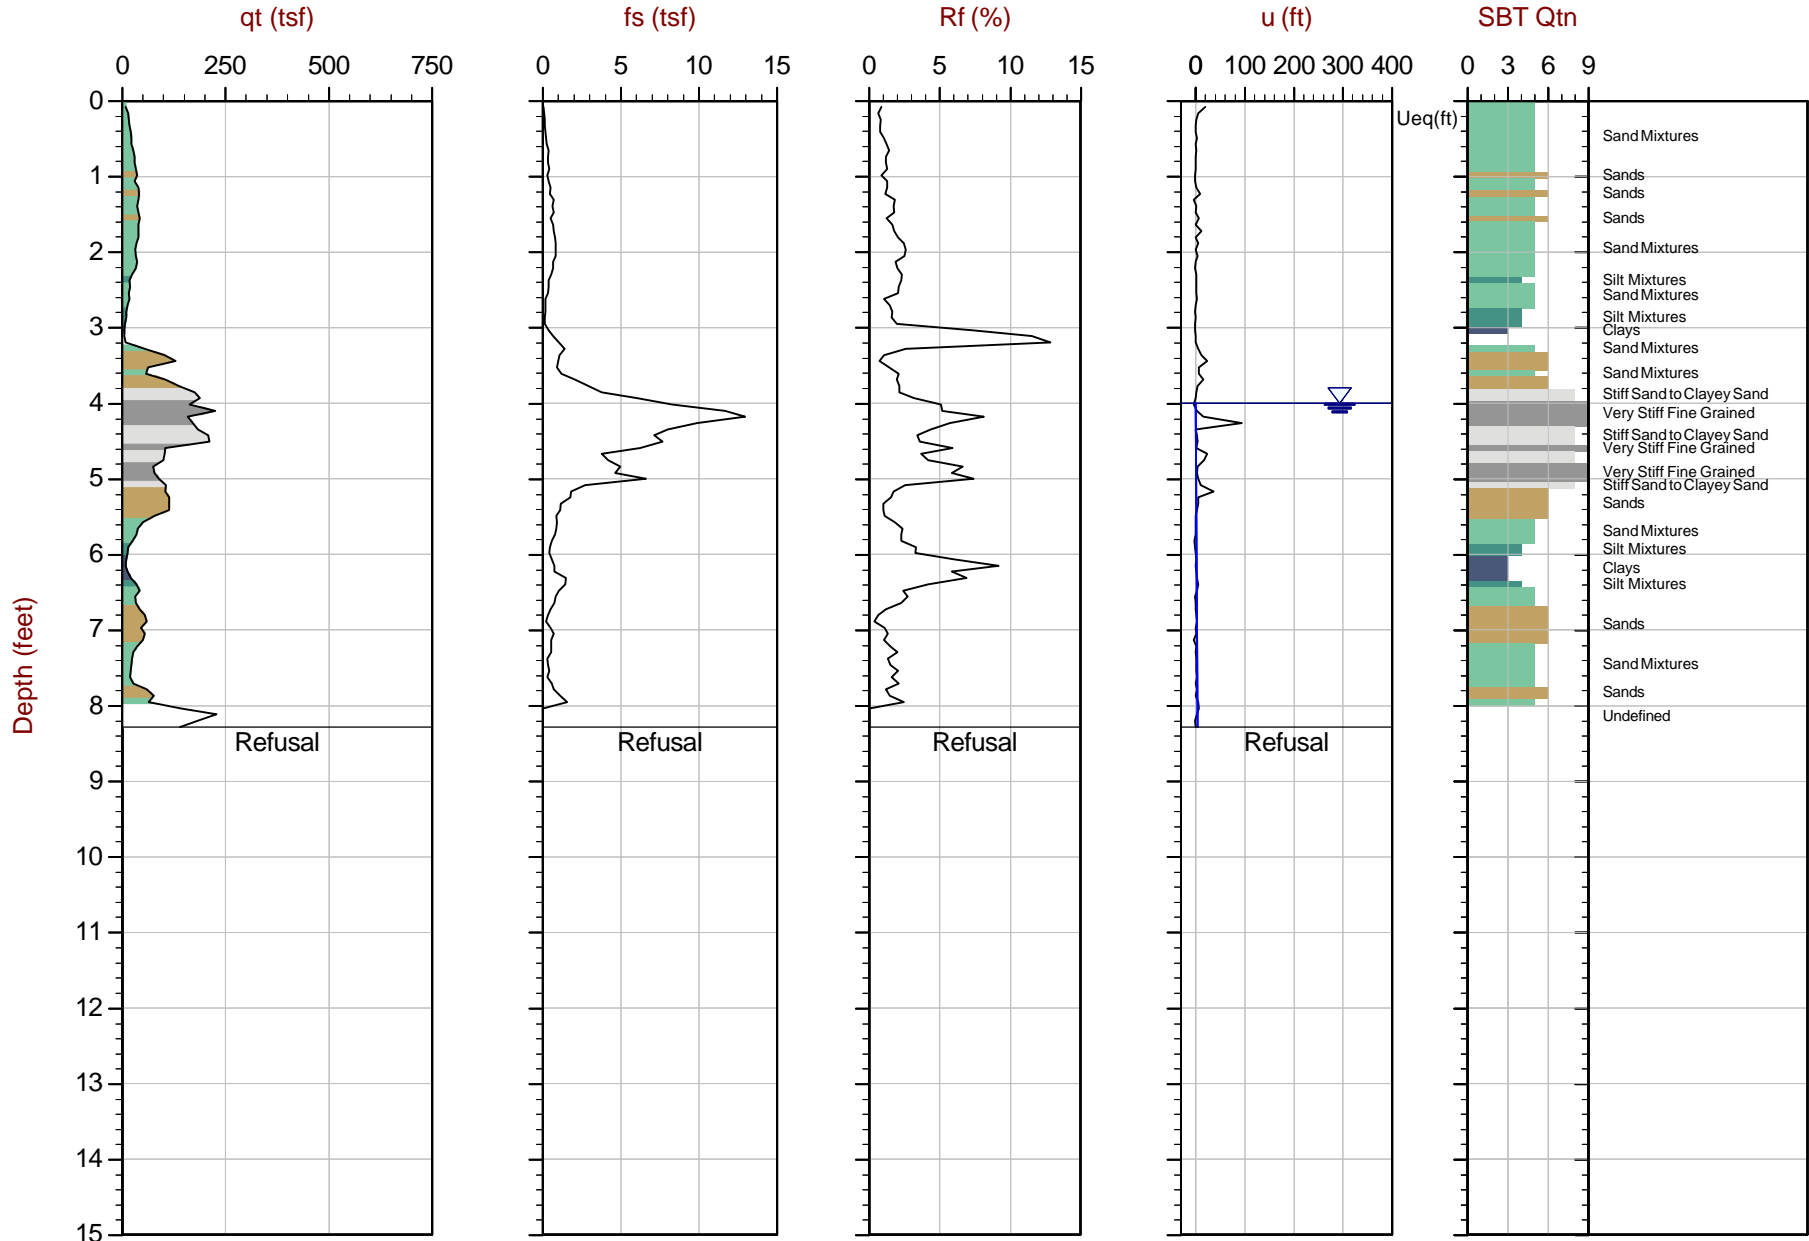 qt (tsf) fs (tsf) Rf (%) u (ft) SBT Qtn
0 250 500 750 0 5 10 15 0 5 10 15 0 100 200 300 400 0 3 6 9
0
Ueq(ft)
Sand Mixtures
1
Sands
Sands
Sands
2
Sand Mixtures
Silt Mixtures
Sand Mixtures
Silt Mixtures
3
Clays
Sand Mixtures
Sand Mixtures
Stiff Sand to Clayey Sand
4
Very Stiff Fine Grained
Stiff Sand to Clayey Sand
Very Stiff Fine Grained
Very Stiff Fine Grained
5
Stiff Sand to Clayey Sand
Sands
Sand Mixtures
Silt Mixtures
6
Clays
Silt Mixtures
Sands
7
Sand Mixtures
Sands
8
Undefined
Refusal Refusal Refusal Refusal
9
10
11
12
13
14
15
Depth (feet)